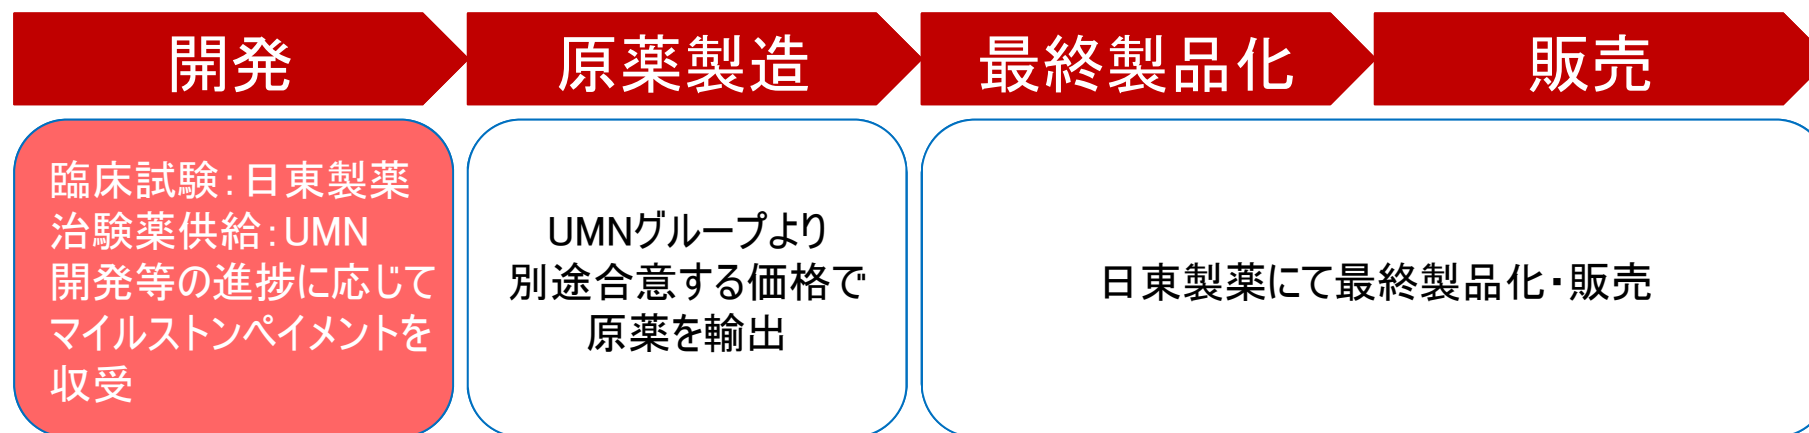 開発
原薬製造
最終製品化
販売
臨床試験:日東製薬
治験薬供給:UMN
開発等の進捗に応じて
マイルストンペイメントを
収受
UMNグループより
別途合意する価格で
原薬を輸出
日東製薬にて最終製品化・販売